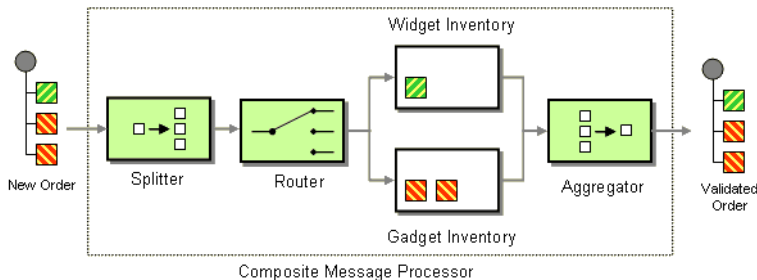 Widget Inventory
New Order
Splitter
Router
Aggregator
Validated
Order
Gadget Inventory
Composite Message Processor